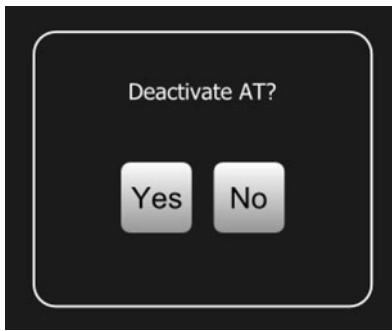 Deactivate AT?
Yes No